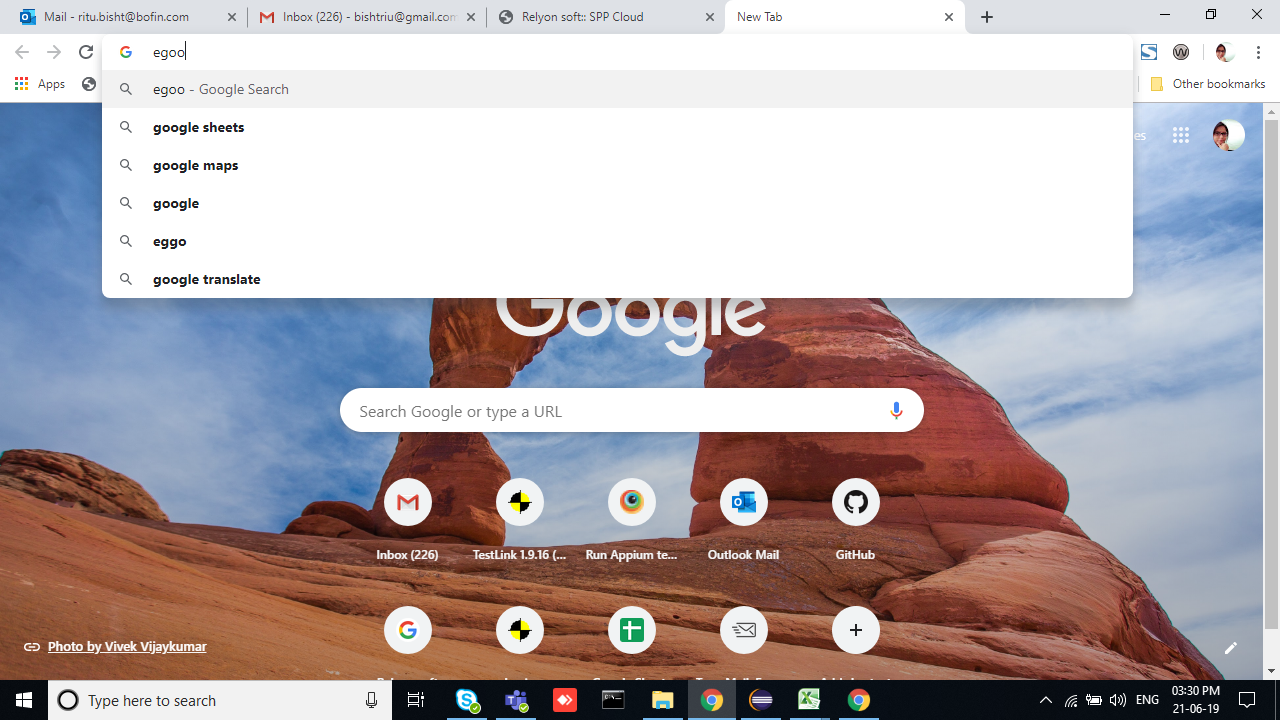 Mail - ritu.bisht@bofin.com
Inbox (226) - bishtriu@gmail.com
Relyon soft:: SPP Cloud
New Tab
egoo
Apps
Other bookmarks
egoo - Google Search
google sheets
google maps
google
eggo
google translate
es
Google
Search Google or type a URL
Inbox (226)
TestLink 1.9.16 (...
Run Appium te...
Outlook Mail
GitHub
Photo by Vivek Vijaykumar
Type here to search
ENG
:30 PM
21-06-19